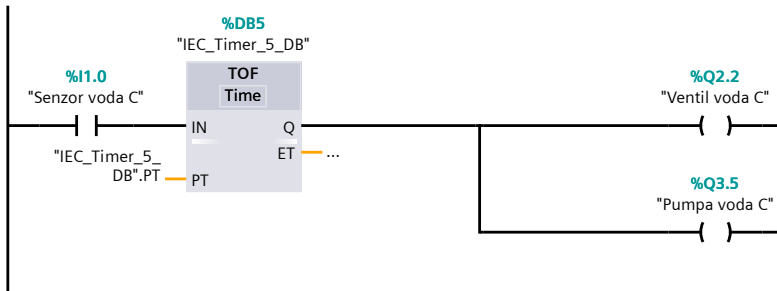 %DB5
"IEC_Timer_5_DB"
%I1.0
"Senzor voda C"
TOF
Time
%Q2.2
"Ventil voda C"
IN
Q
ET
...
"IEC_Timer_5_
DB".PT
PT
%Q3.5
"Pumpa voda C"